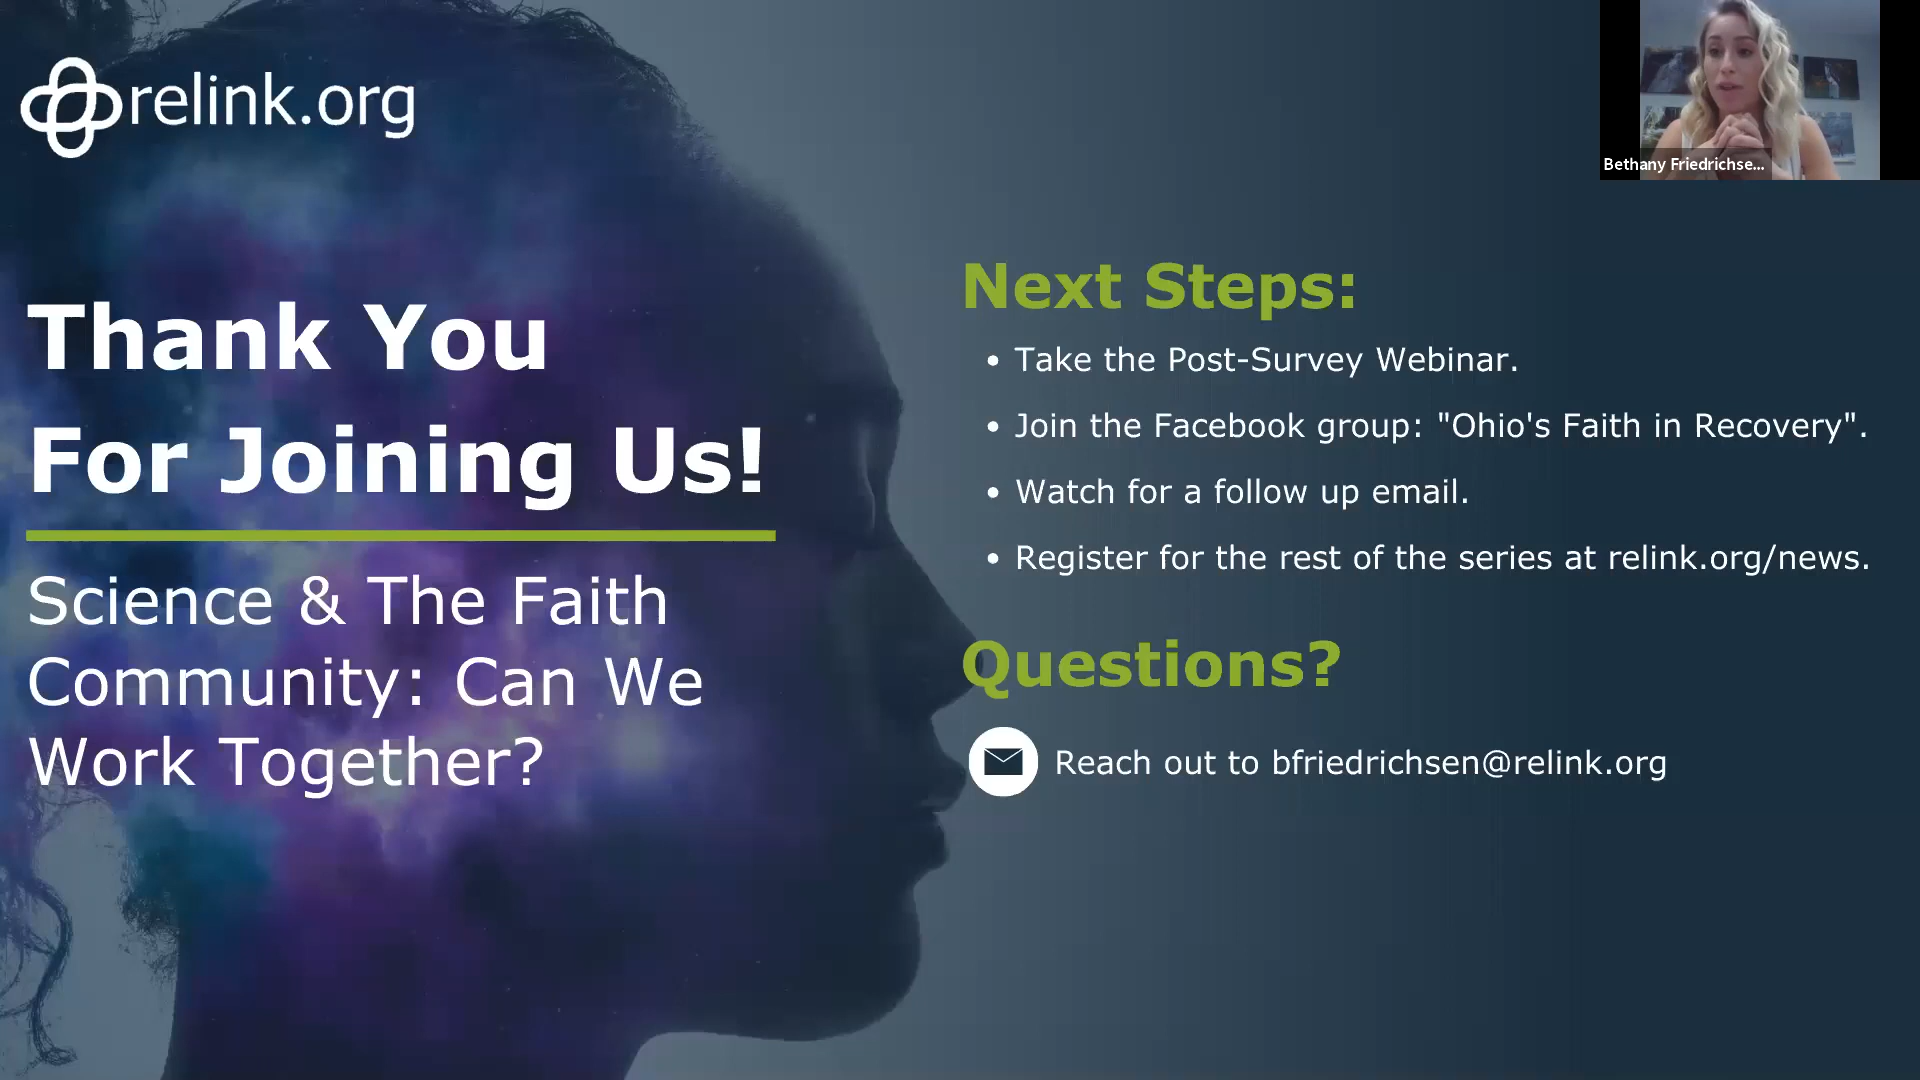 relink.org
Thank You
For Joining Us!
Science & The Faith
Community: Can We
Work Together?
Bethany Friedrichse...
Next Steps:
• Take the Post-Survey Webinar.
• Join the Facebook group: "Ohio's Faith in Recovery".
• Watch for a follow up email.
• Register for the rest of the series at relink.org/news.
Questions?
Reach out to bfriedrichsen@relink.org